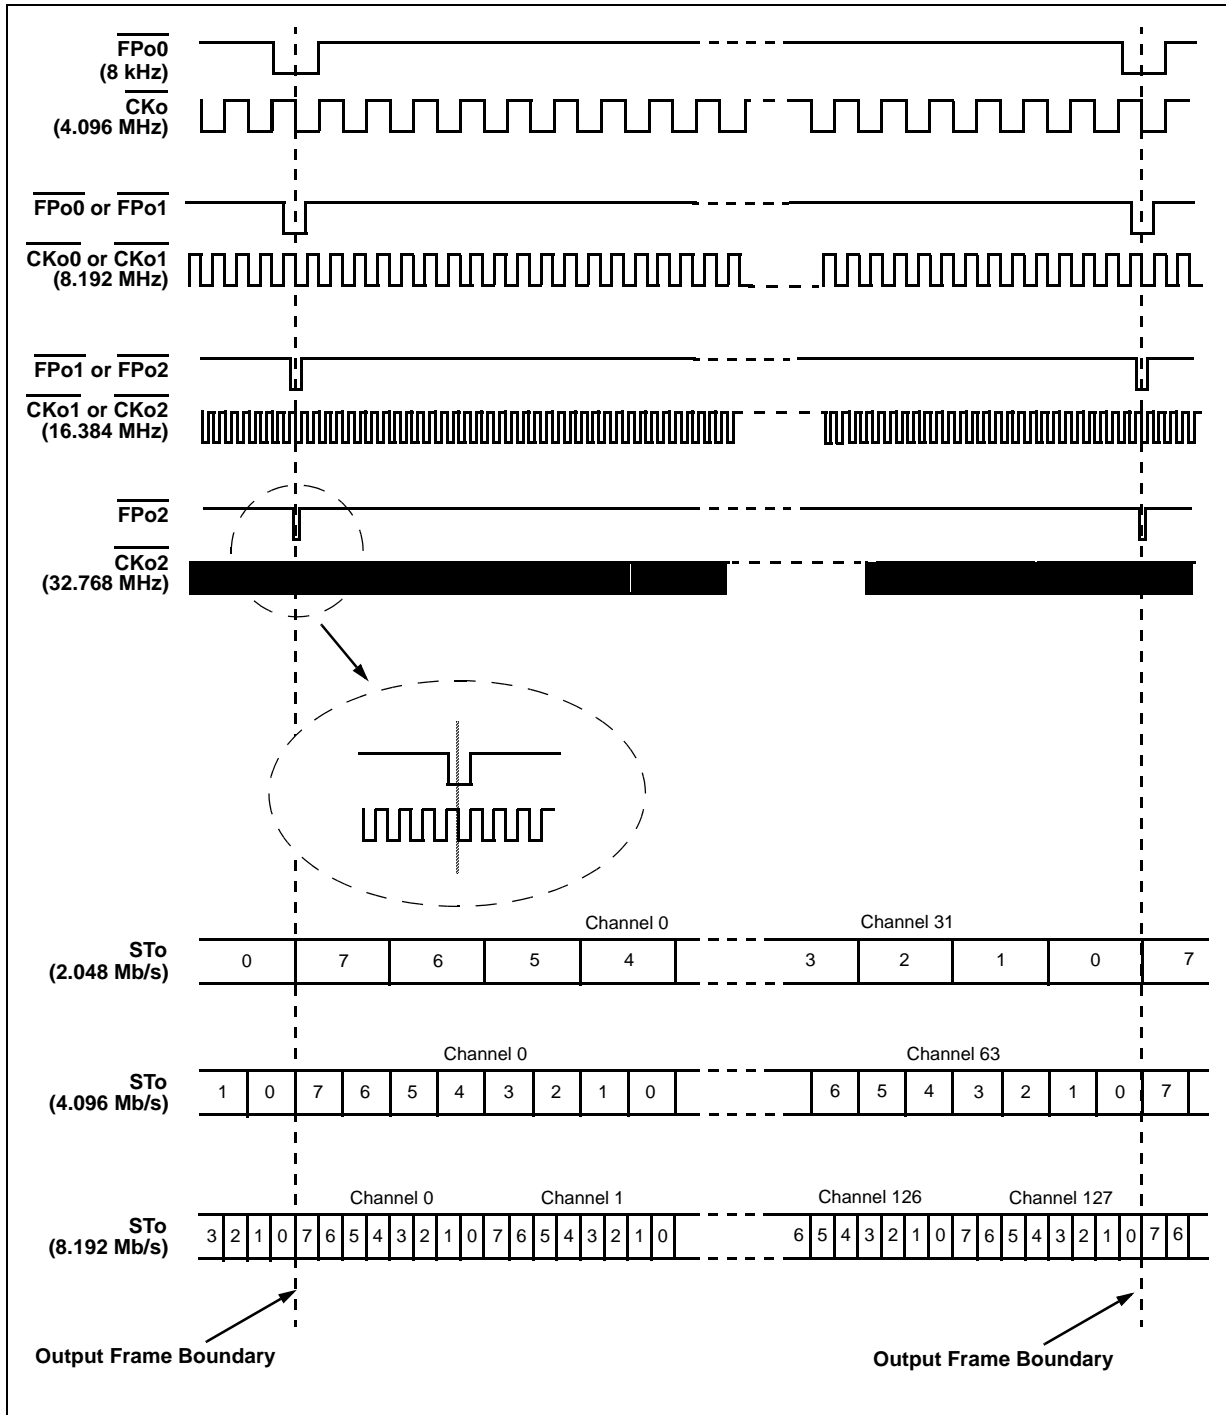 FPo0
(8 kHz)
CKo
(4.096 MHz)
FPo0 or FPo1
CKo0 or CKo1
(8.192 MHz)
FPo1 or FPo2
CKo1 or CKo2
(16.384 MHz)
FPo2
CKo2
(32.768 MHz)
Channel 0 Channel 31
STo
(2.048 Mb/s)
0 7 6 5 4 3 2 1 0 7
Channel 0 Channel 63
STo
(4.096 Mb/s)
1 0 7 6 5 4 3 2 1 0 6 5 4 3 2 1 0 7
Channel 0 Channel 1 Channel 126 Channel 127
STo
(8.192 Mb/s)
3 2 1 0 7 6 5 4 3 2 1 0 7 6 5 4 3 2 1 0 6 5 4 3 2 1 0 7 6 5 4 3 2 1 0 7 6
Output Frame Boundary
Output Frame Boundary